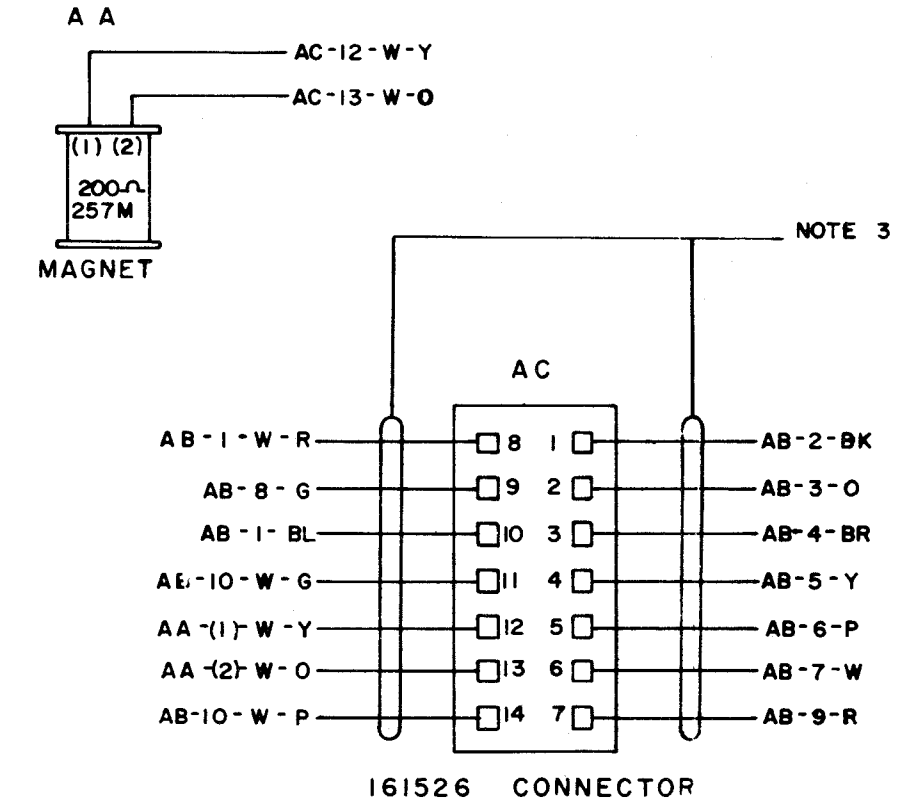 A A
AC-12-W-Y
AC-13-W-O
(1) (2)
200Ω
257M
MAGNET
NOTE 3
AC
AB-1-W-R 8 1 AB-2-BK
AB-8-G 9 2 AB-3-O
AB-1-BL 10 3 AB-4-BR
AB-10-W-G 11 4 AB-5-Y
AA-(1)-W-Y 12 5 AB-6-P
AA-(2)-W-O 13 6 AB-7-W
AB-10-W-P 14 7 AB-9-R
161526 CONNECTOR